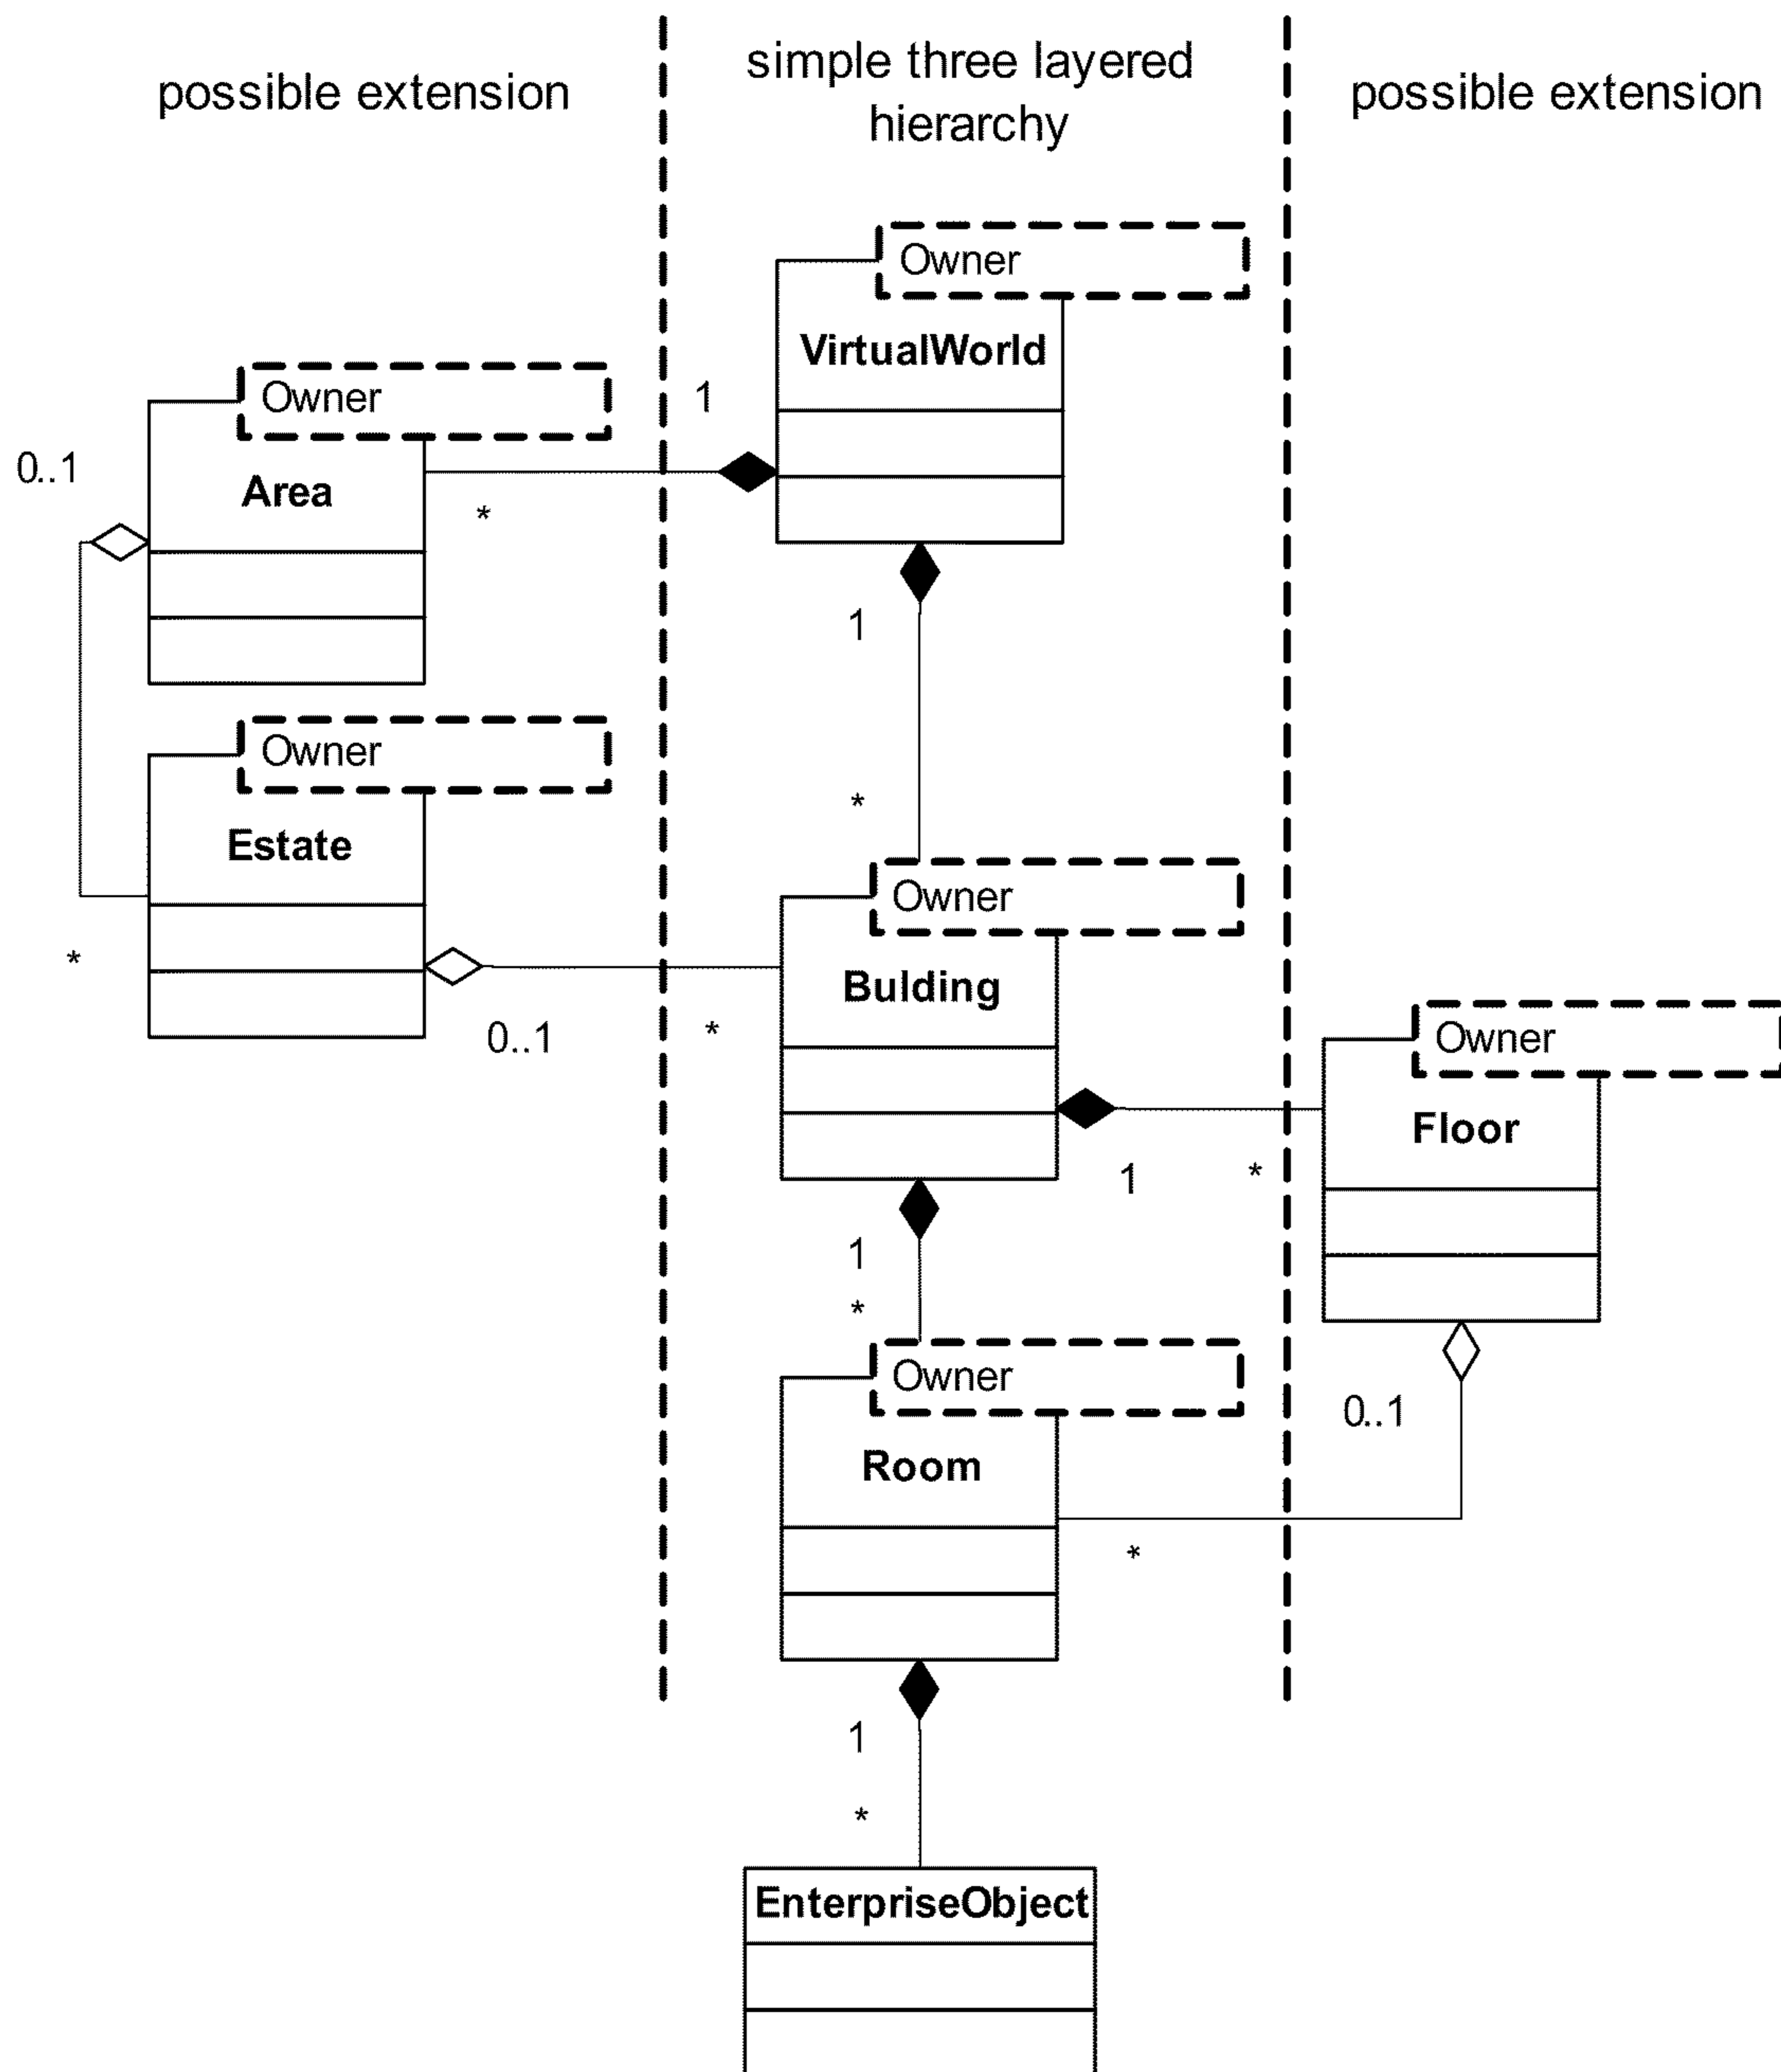 possible extension
simple three layered
hierarchy
possible extension
Owner
VirtualWorld
1
Owner
Area
0..1
*
1
*
Owner
Estate
*
0..1
*
Owner
Bulding
1
*
Owner
Floor
1
*
Owner
Room
0..1
*
1
*
EnterpriseObject